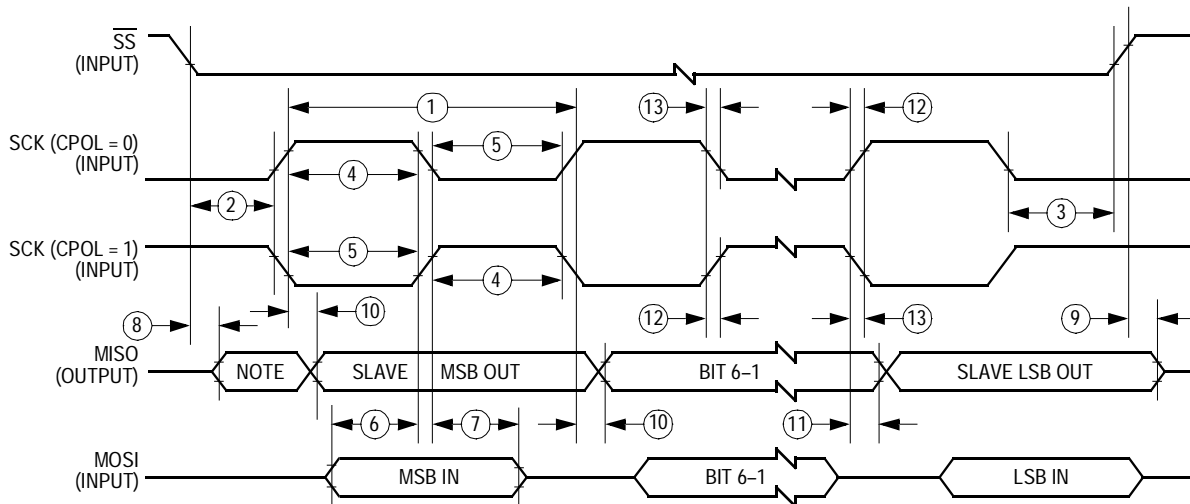 SS
(INPUT)
1
13
12
SCK (CPOL = 0)
(INPUT)
5
4
2
3
SCK (CPOL = 1)
(INPUT)
5
4
8
10
12
13
9
MISO
(OUTPUT)
NOTE
SLAVE MSB OUT
BIT 6–1
SLAVE LSB OUT
6
7
10
11
MOSI
(INPUT)
MSB IN
BIT 6–1
LSB IN